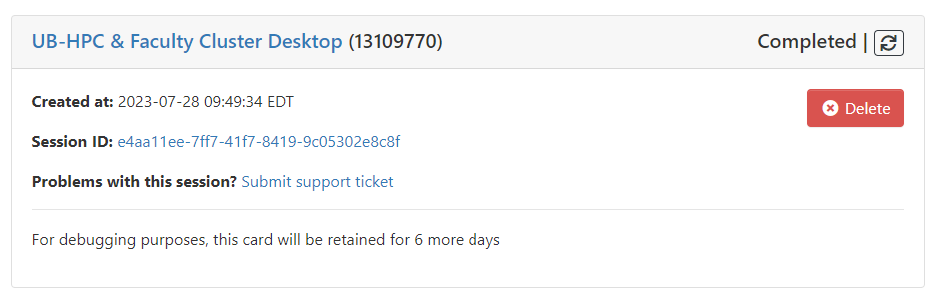 UB-HPC & Faculty Cluster Desktop (13109770) Completed |
Created at: 2023-07-28 09:49:34 EDT
Delete
Session ID: e4aa11ee-7ff7-41f7-8419-9c05302e8c8f
Problems with this session? Submit support ticket
For debugging purposes, this card will be retained for 6 more days